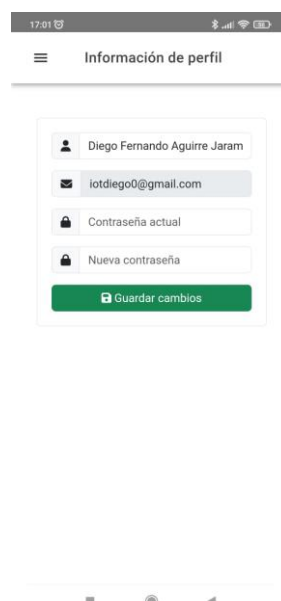 17:01
Información de perfil
Diego Fernando Aguirre Jaram
iotdiego0@gmail.com
Contraseña actual
Nueva contraseña
Guardar cambios